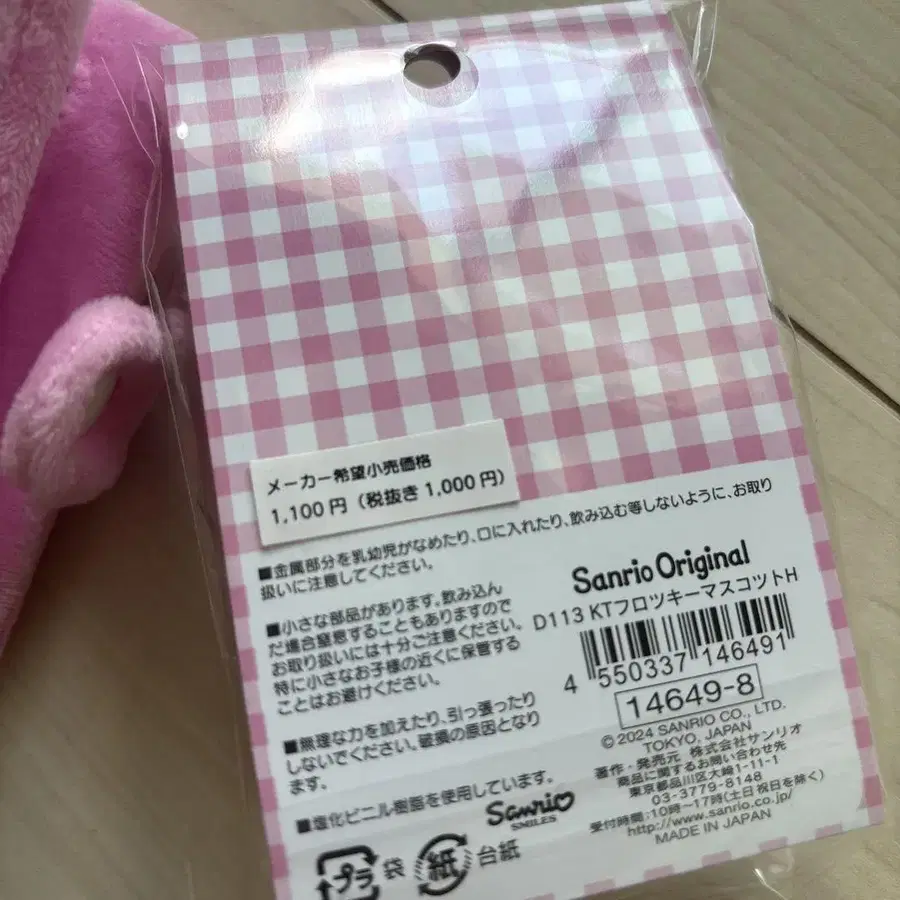 メーカー希望小売価格
1,100円（税抜き1,000円）
■金属部分を乳幼児がなめたり、口に入れたり、飲み込む等しないように、お取り
扱いに注意してください。
■小さな部品があります。飲み込ん
だ場合窒息することもありますので
お取り扱いには十分ご注意ください。
特に小さなお子様の近くに保管する
ことはお避けください。
■無理な力を加えたり、引っ張ったり
しないでください。破損の原因となり
ます。
■塩化ビニル樹脂を使用しています。
プラ 袋 紙 台紙
Sanrio
SMILES
Sanrio Original
D113 KTフロツキーマスコツトH
4 550337 146491
14649-8
© 2024 SANRIO CO., LTD.
TOKYO, JAPAN
著作・発売元 株式会社サンリオ
商品に関するお問い合わせ先
東京都品川区大崎1-11-1
03-3779-8148
受付時間:10時〜17時(土日祝日を除く)
http://www.sanrio.co.jp/
MADE IN JAPAN